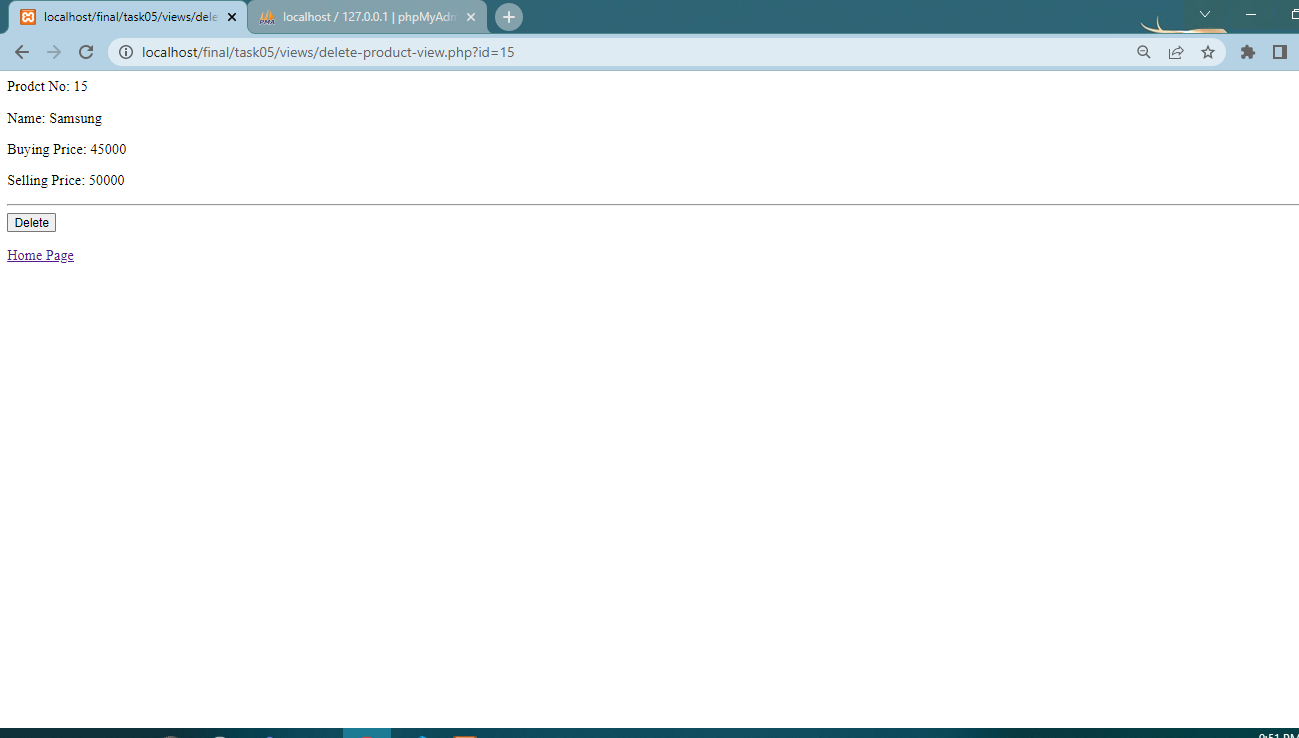 localhost/final/task05/views/dele
localhost / 127.0.0.1 | phpMyAdm
localhost/final/task05/views/delete-product-view.php?id=15
Prodct No: 15
Name: Samsung
Buying Price: 45000
Selling Price: 50000
Delete
Home Page